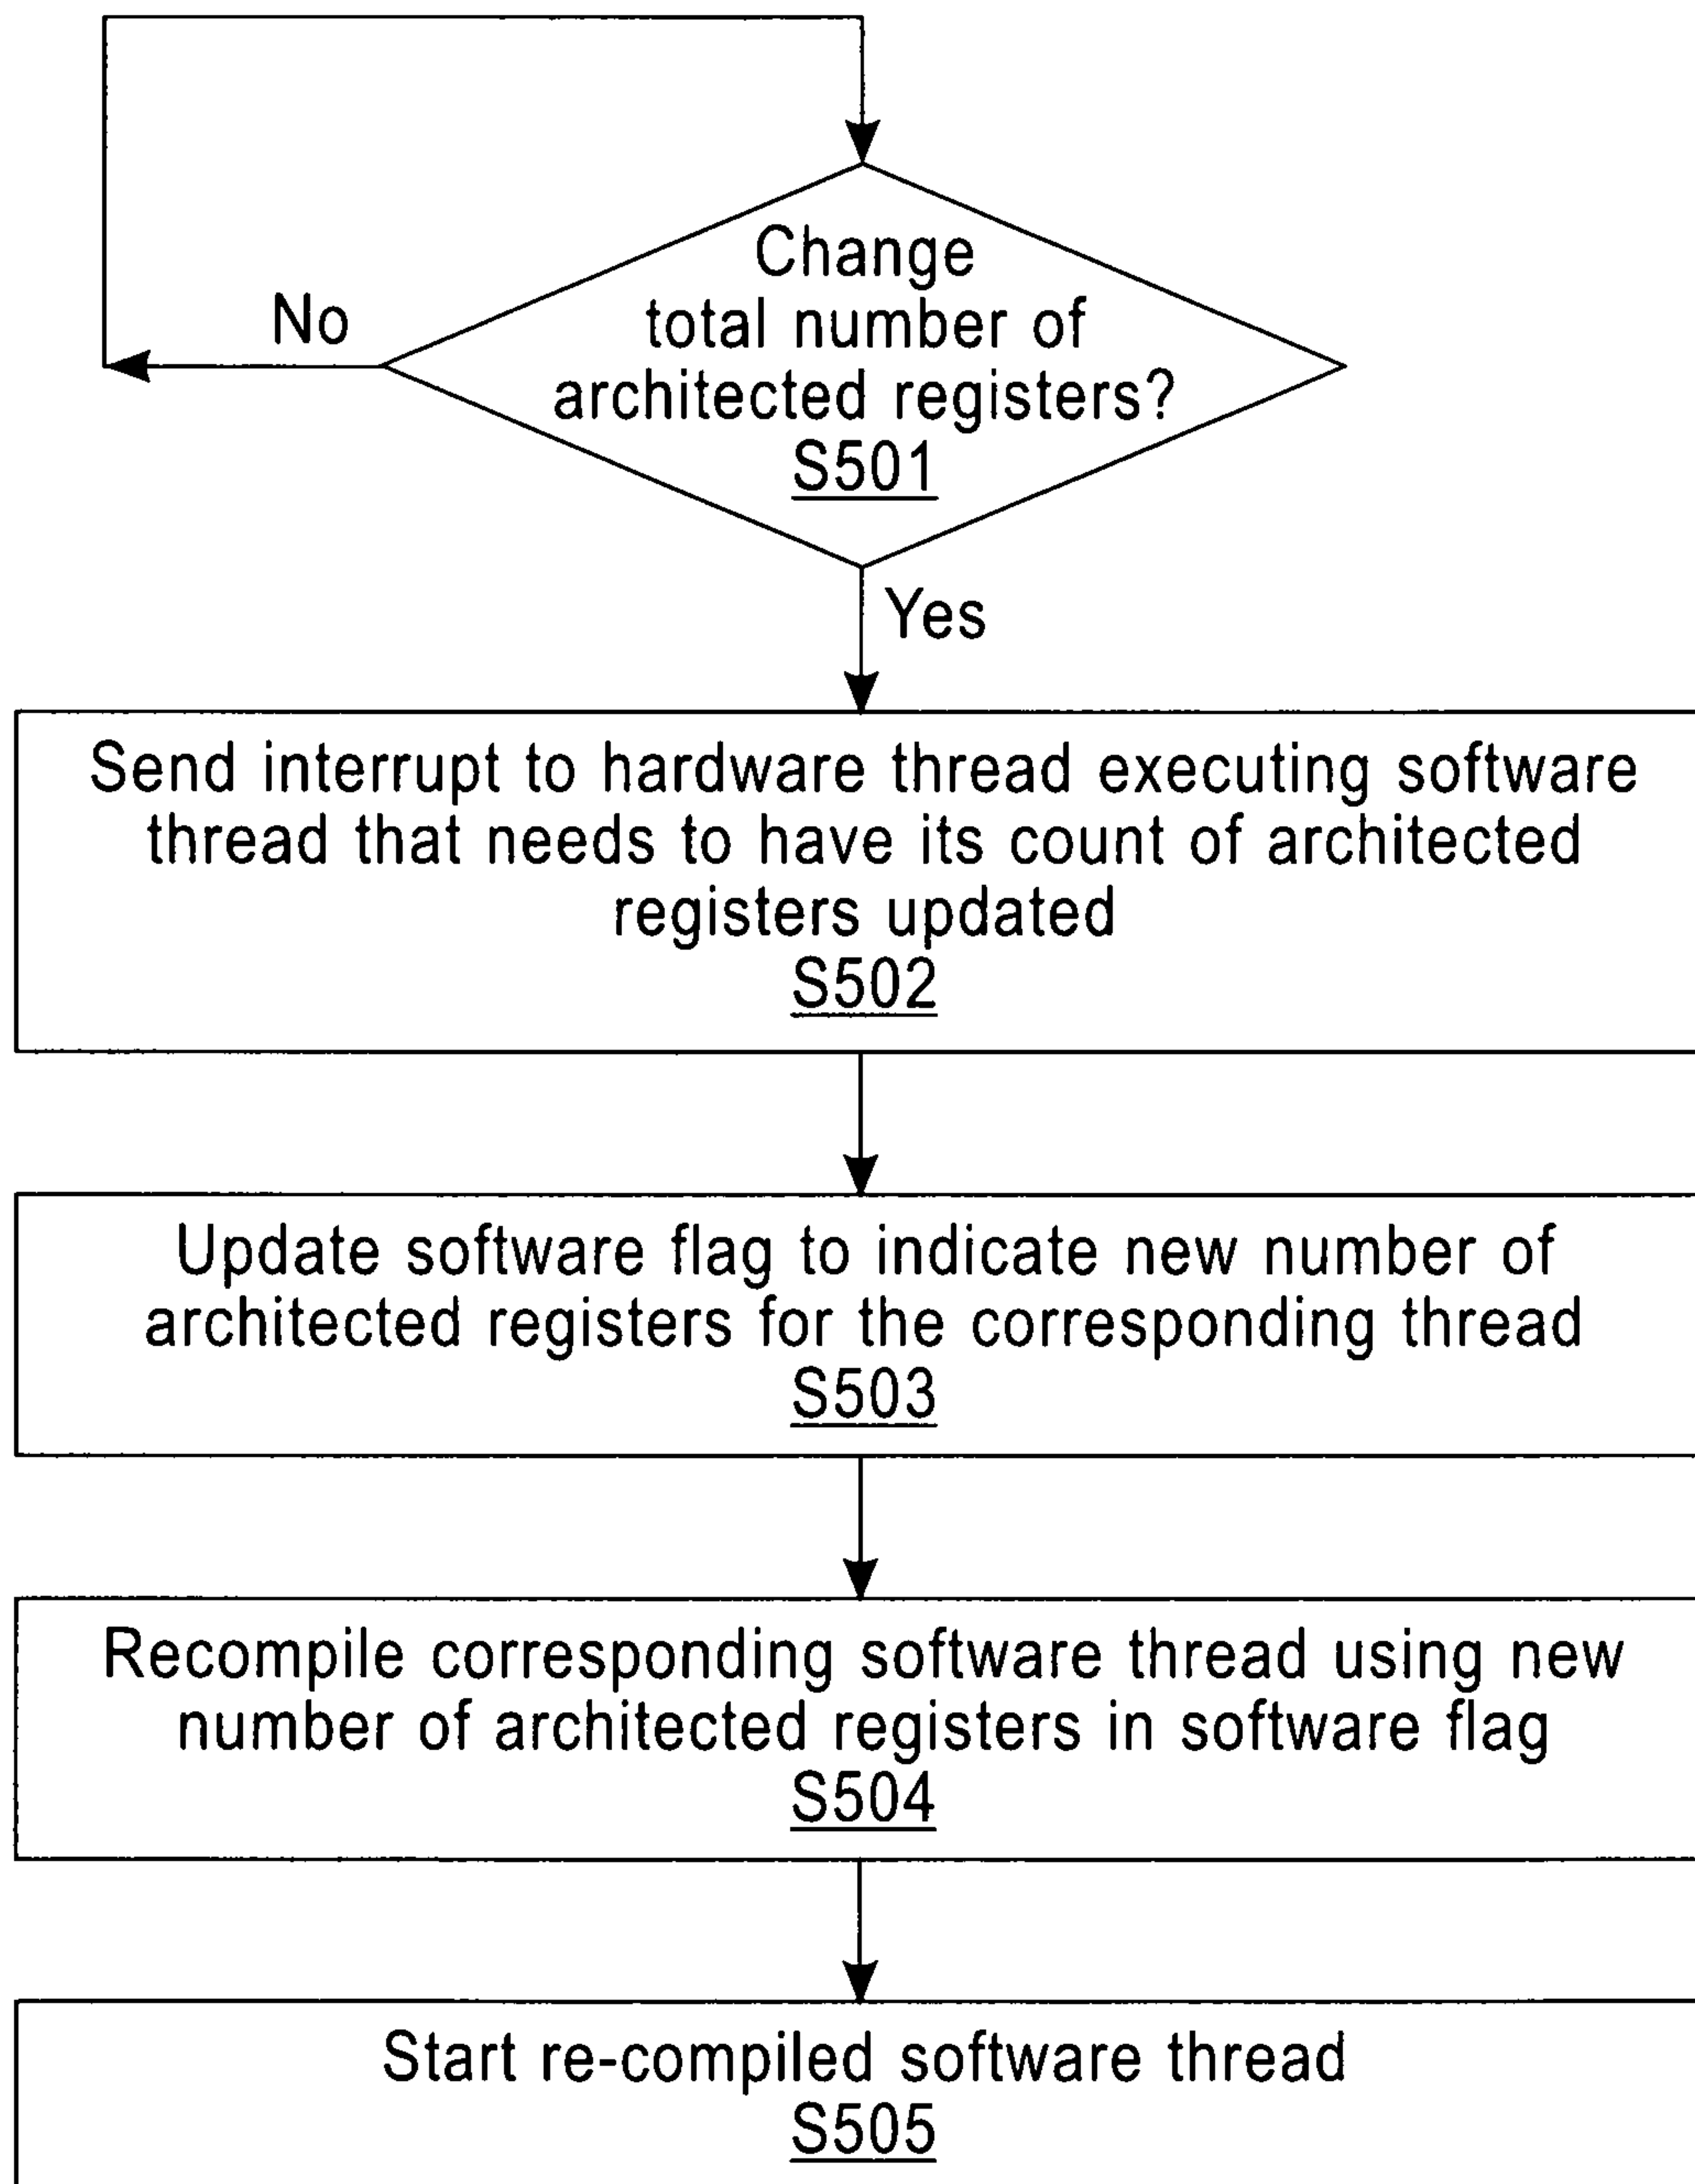 Change
total number of
architected registers?
S501
No
Yes
Send interrupt to hardware thread executing software
thread that needs to have its count of architected
registers updated
S502
Update software flag to indicate new number of
architected registers for the corresponding thread
S503
Recompile corresponding software thread using new
number of architected registers in software flag
S504
Start re-compiled software thread
S505